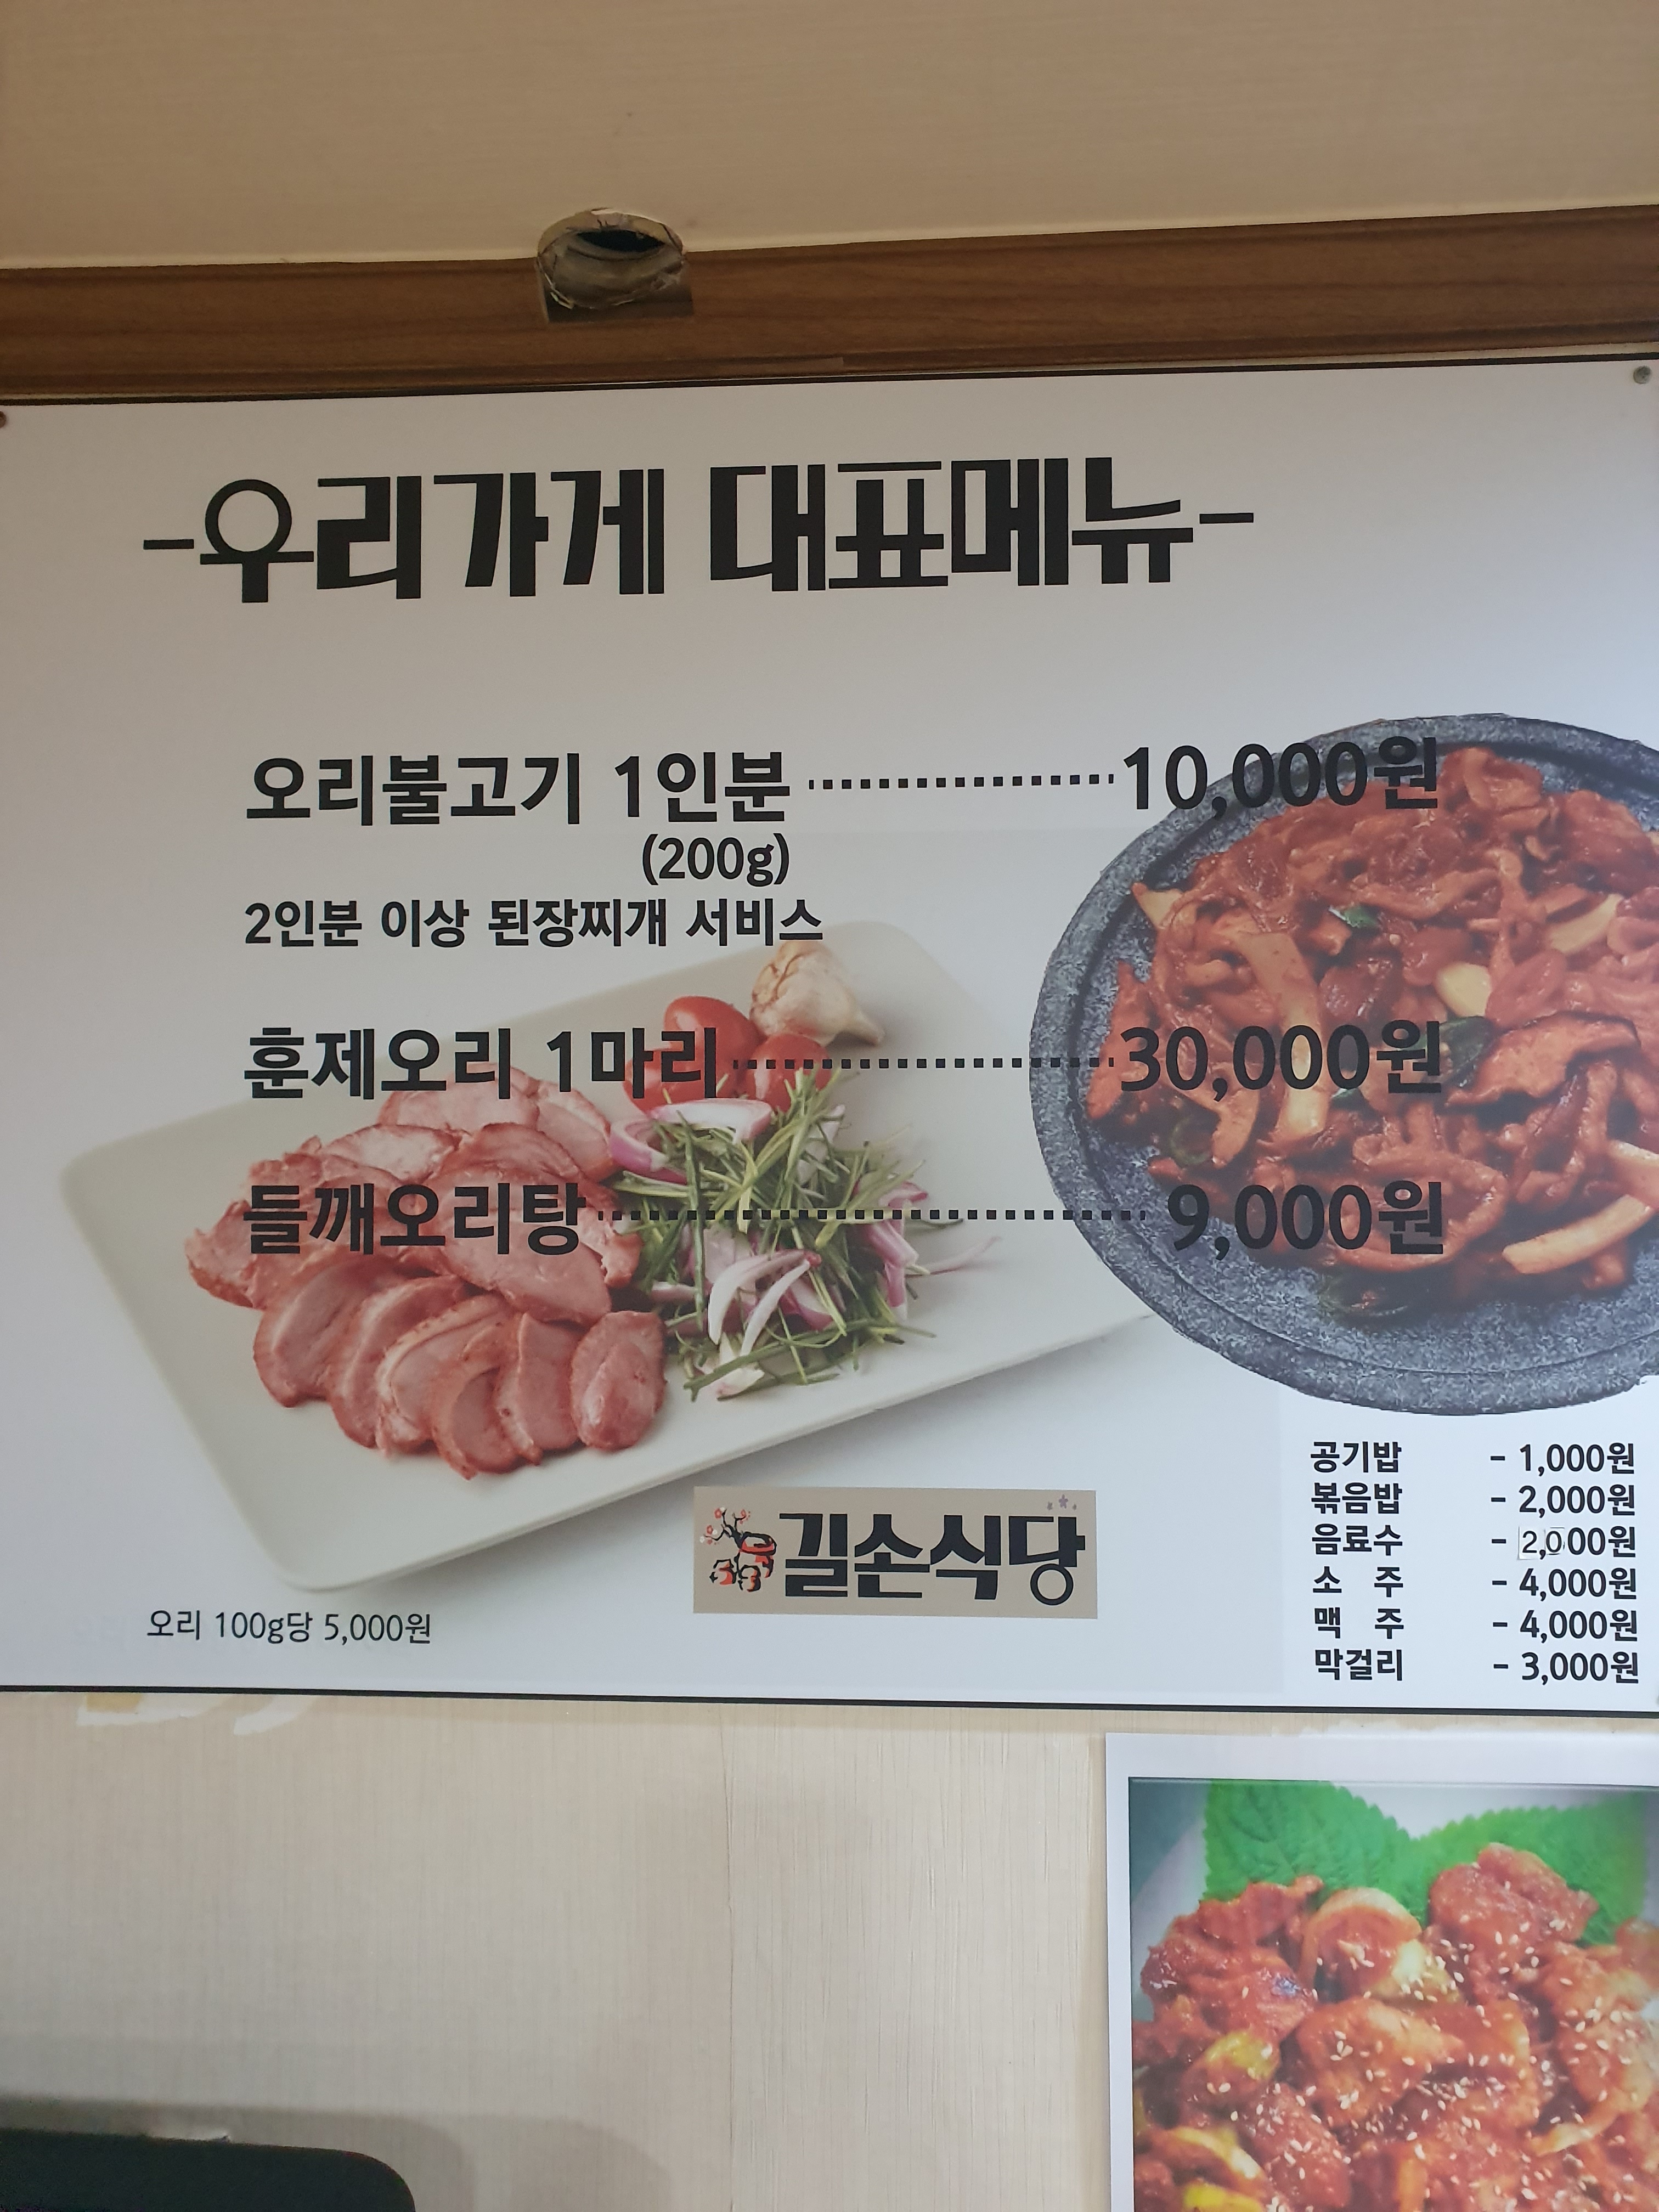 -우리가게 대표메뉴-
오리불고기 1인분 10,000원
(200g)
2인분 이상 된장찌개 서비스
훈제오리 1마리 30,000원
들깨오리탕 9,000원
공기밥 - 1,000원
볶음밥 - 2,000원
음료수 - 2,000원
소 주 - 4,000원
맥 주 - 4,000원
막걸리 - 3,000원
길손식당
오리 100g당 5,000원